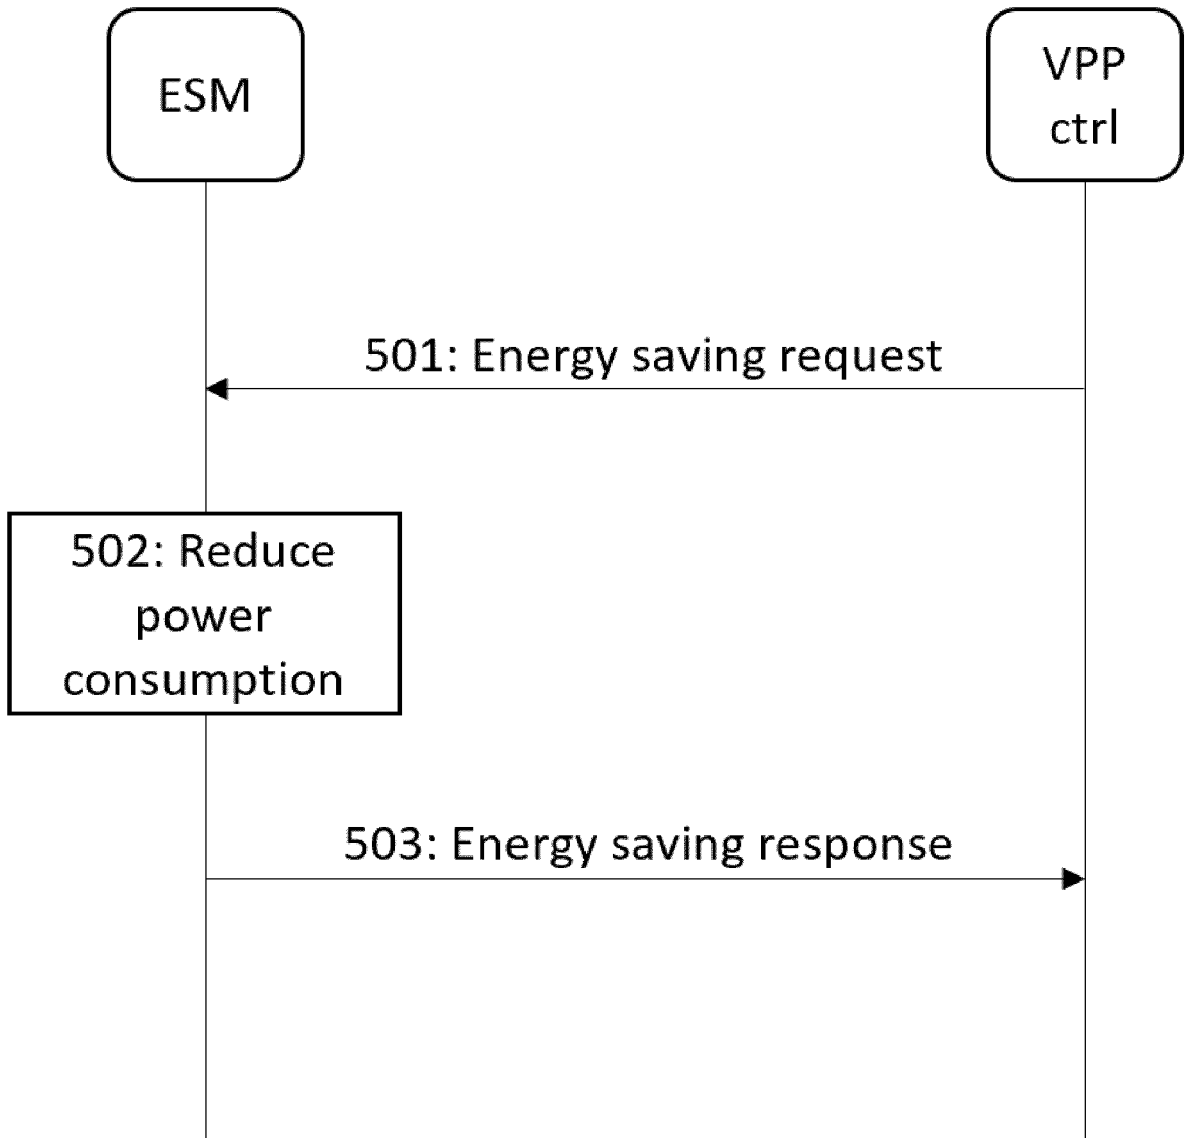 ESM
VPP
ctrl
501: Energy saving request
502: Reduce
power
consumption
503: Energy saving response